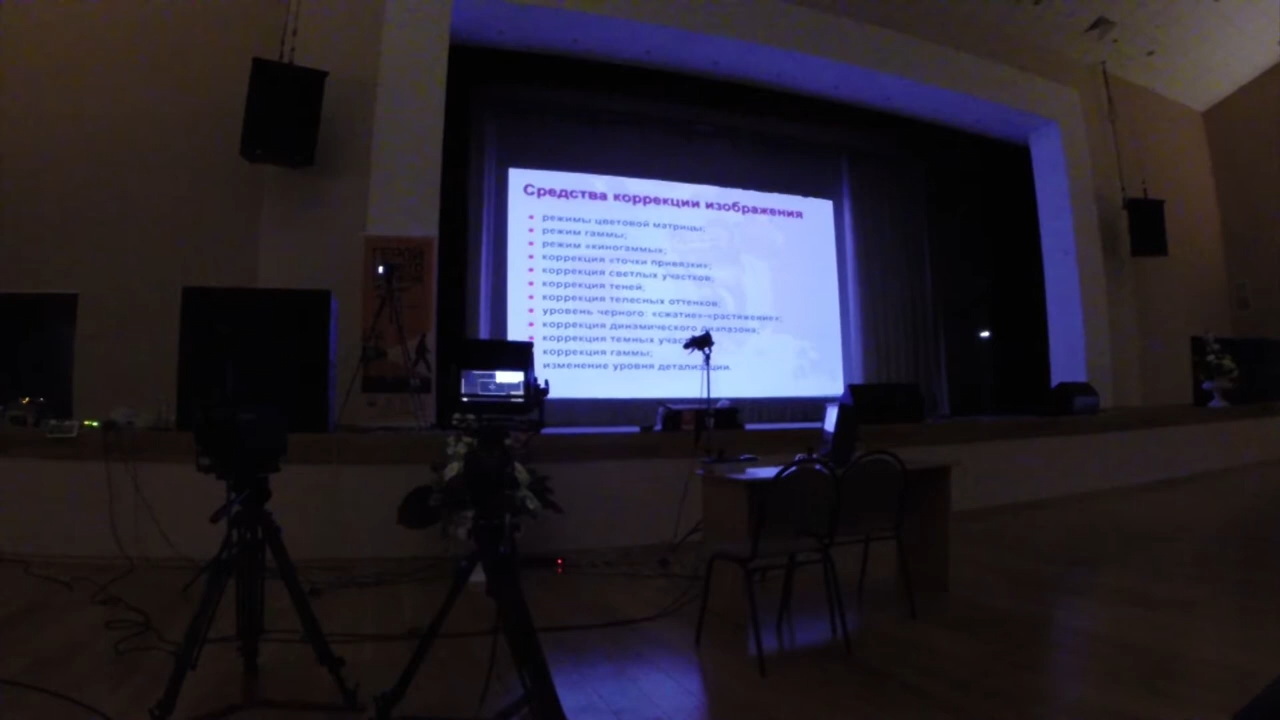 Средства коррекции изображения
режимы цветовой матрицы;
режим гаммы;
режим «киногаммы»;
коррекция «точки привязки»;
коррекция светлых участков;
коррекция теней;
коррекция телесных оттенков;
уровень черного: «сжатие»-«растяжение»;
коррекция динамического диапазона;
коррекция темных
коррекция гаммы;
изменение уровня детализации.